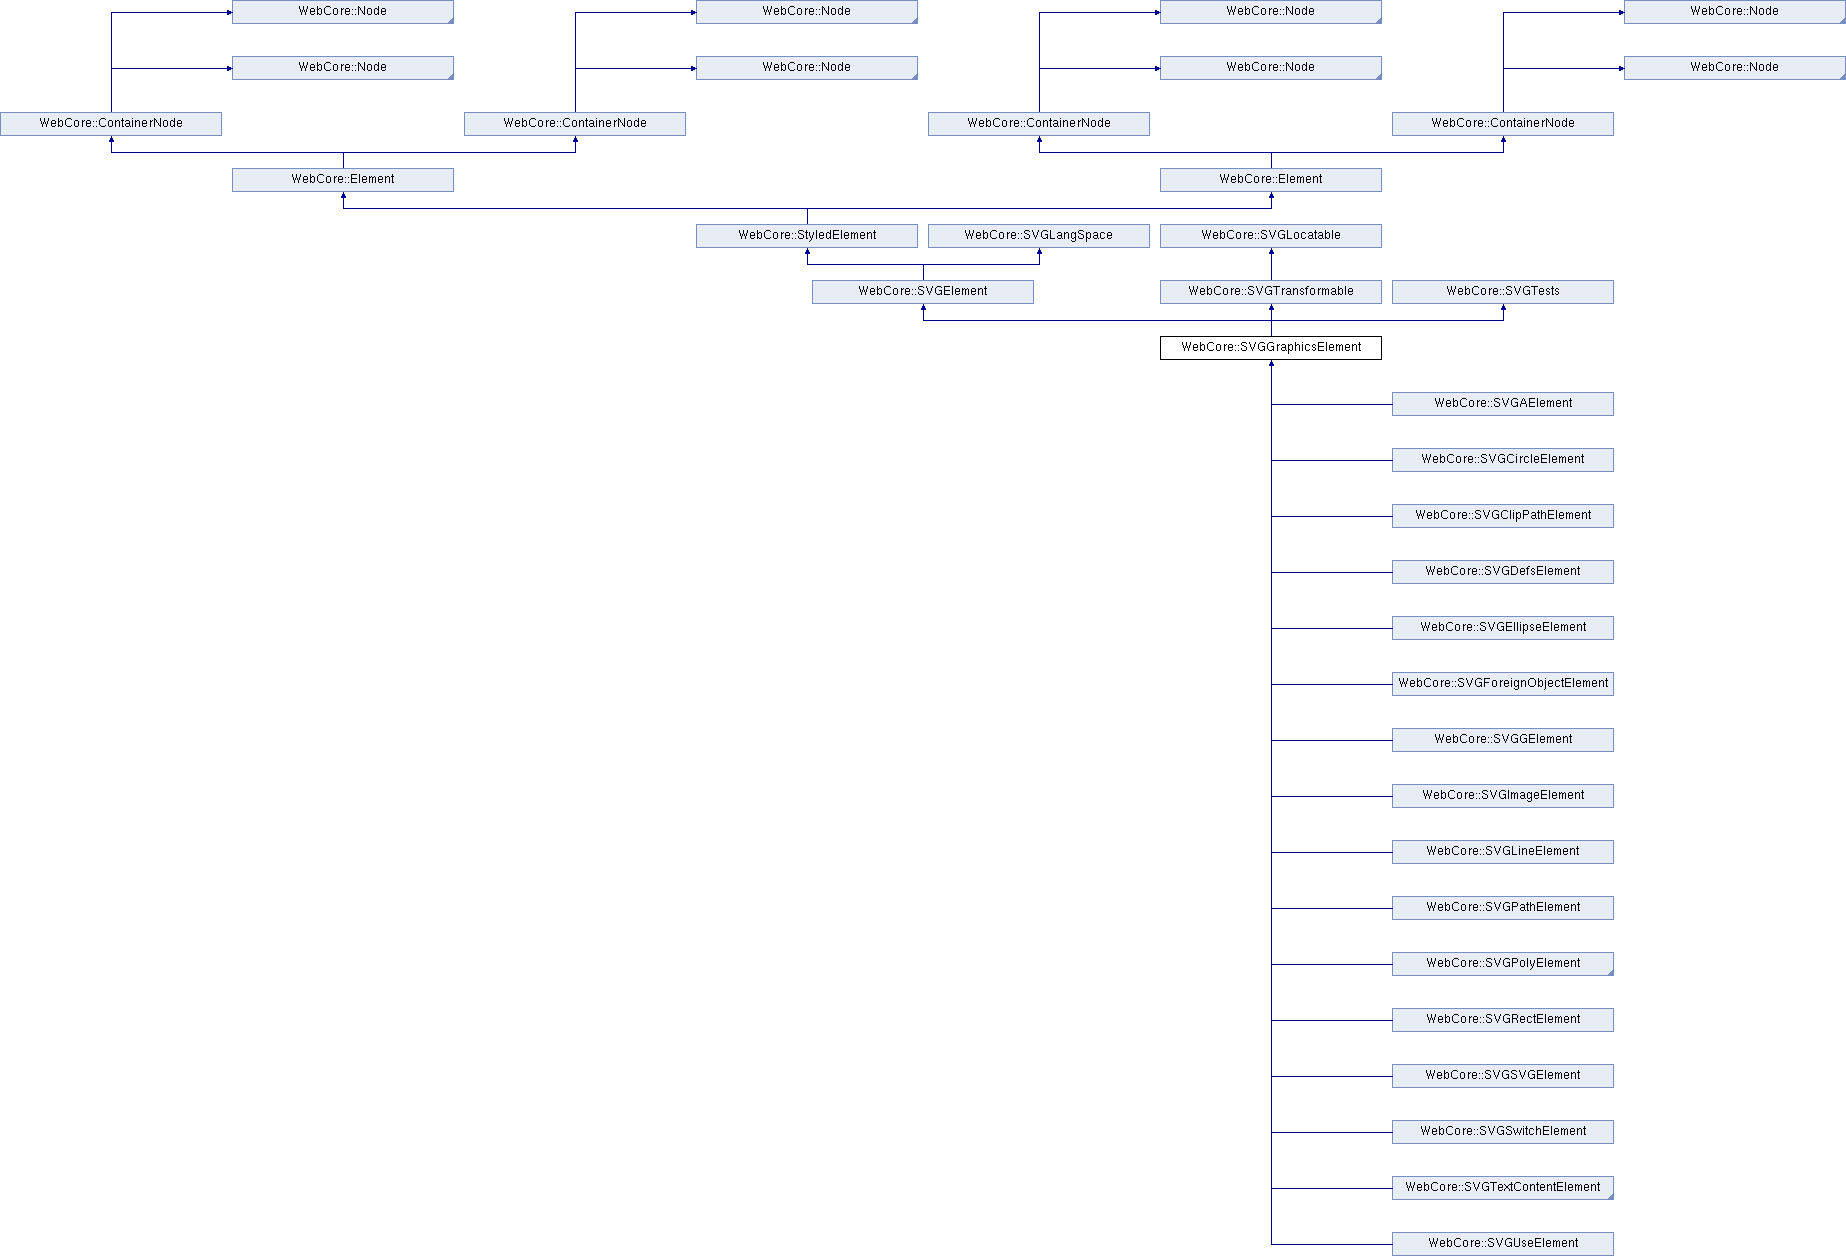 WebCore::Node
WebCore::Node
WebCore::Node
WebCore::Node
WebCore::Node
WebCore::Node
WebCore::Node
WebCore::Node
WebCore::ContainerNode
WebCore::ContainerNode
WebCore::ContainerNode
WebCore::ContainerNode
WebCore::Element
WebCore::Element
WebCore::StyledElement
WebCore::SVGLangSpace
WebCore::SVGLocatable
WebCore::SVGElement
WebCore::SVGTransformable
WebCore::SVGTests
WebCore::SVGGraphicsElement
WebCore::SVGAElement
WebCore::SVGCircleElement
WebCore::SVGClipPathElement
WebCore::SVGDefsElement
WebCore::SVGEllipseElement
WebCore::SVGForeignObjectElement
WebCore::SVGGElement
WebCore::SVGImageElement
WebCore::SVGLineElement
WebCore::SVGPathElement
WebCore::SVGPolyElement
WebCore::SVGRectElement
WebCore::SVGSVGElement
WebCore::SVGSwitchElement
WebCore::SVGTextContentElement
WebCore::SVGUseElement